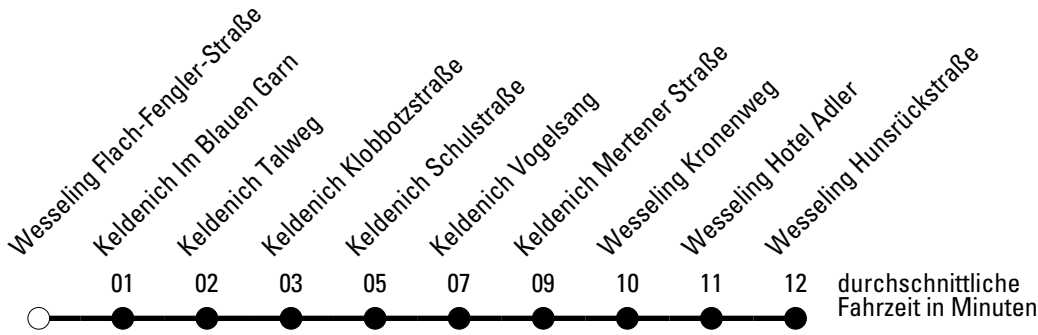 Wesseling Flach-Fengler-Straße
Keldenich Im Blauen Garn
Keldenich Talweg
Keldenich Klobbotzstraße
Keldenich Schulstraße
Keldenich Vogelsang
Keldenich Mertener Straße
Wesseling Kronenweg
Wesseling Hotel Adler
Wesseling Hunsrückstraße
01 02 03 05 07 09 10 11 12 durchschnittliche
Fahrzeit in Minuten